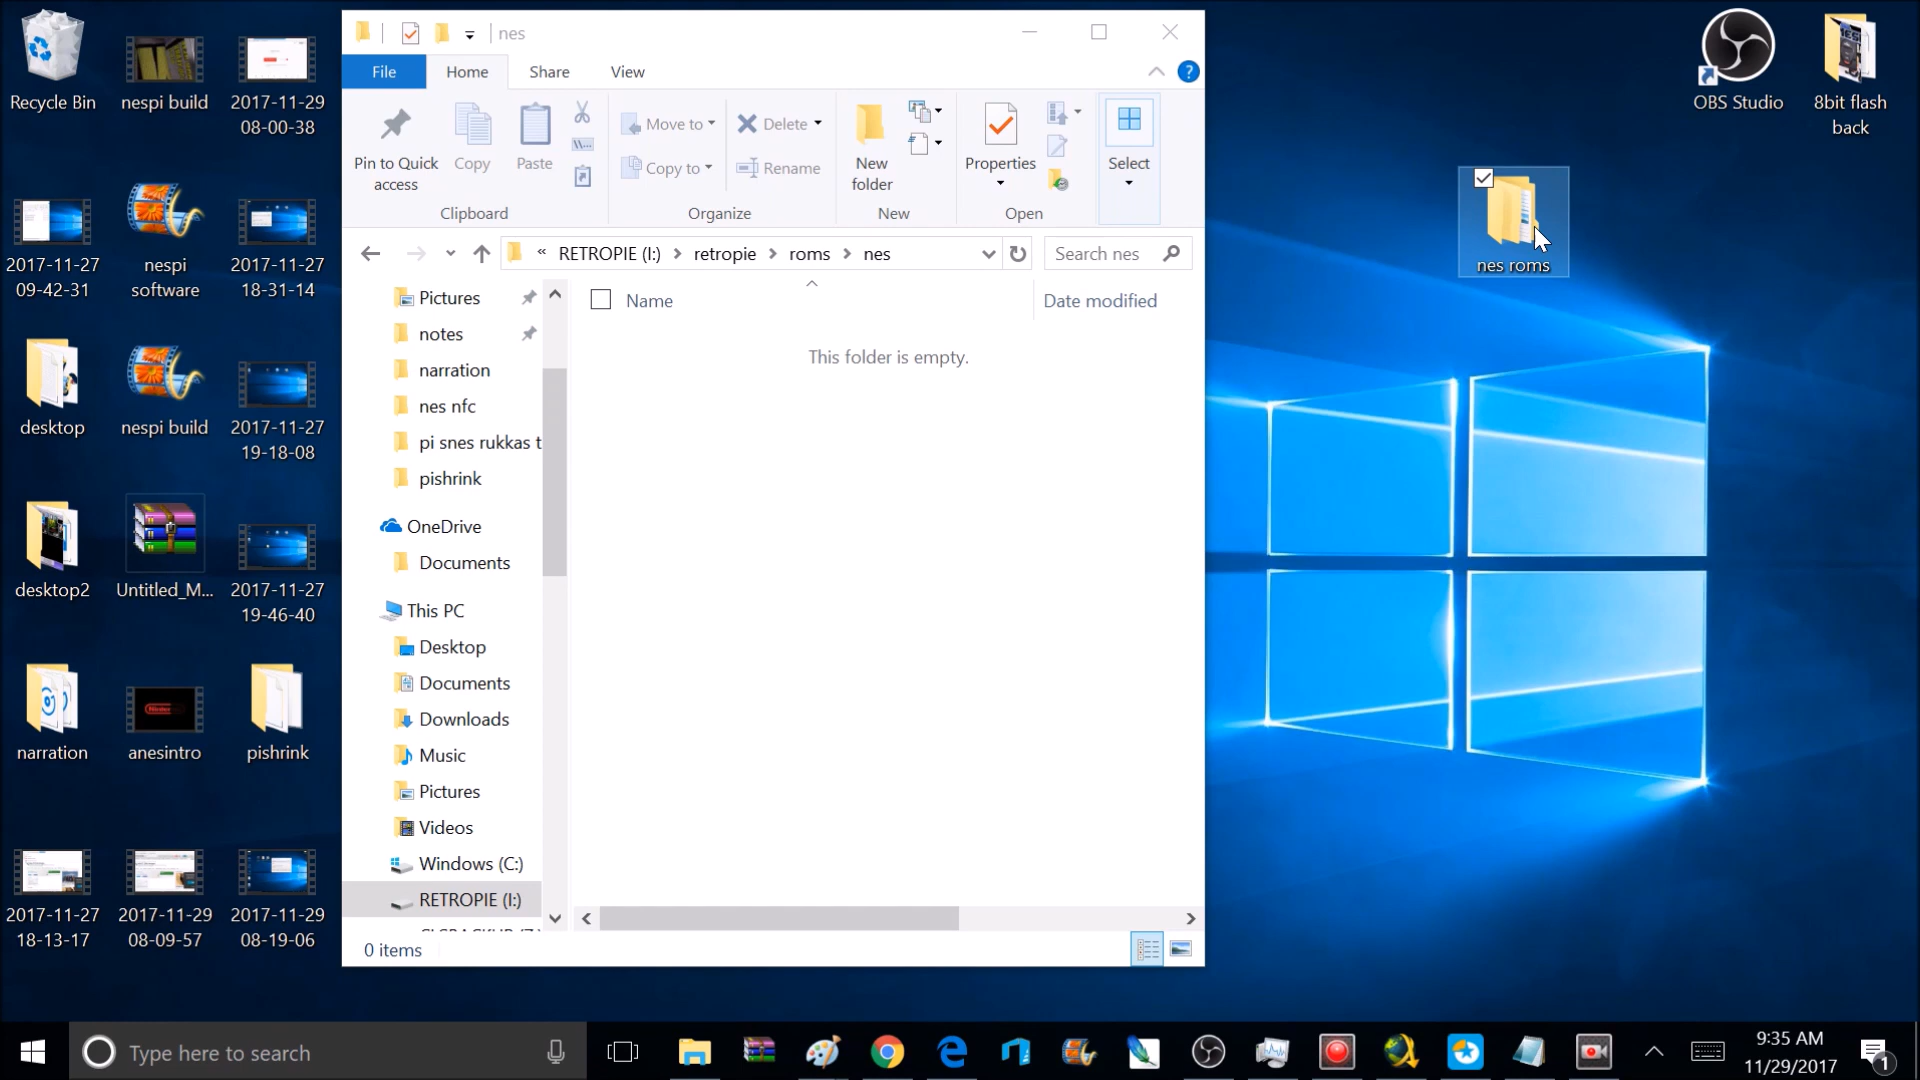 Recycle Bin
nespi build
2017-11-29
08-00-38
2017-11-27
09-42-31
nespi
software
2017-11-27
18-31-14
desktop
nespi build
2017-11-27
19-18-08
desktop2
Untitled_M...
2017-11-27
19-46-40
narration
anesintro
pishrink
2017-11-27
18-13-17
2017-11-29
08-09-57
2017-11-29
08-19-06
nes
File
Home
Share
View
?
Pin to Quick
access
Copy
Paste
Clipboard
Move to
Copy to
Delete
Rename
Organize
New
folder
New
Properties
Open
Select
« RETROPIE (I:) > retropie > roms > nes
Search nes
Pictures
notes
narration
nes nfc
pi snes rukkas t
pishrink
OneDrive
Documents
This PC
Desktop
Documents
Downloads
Music
Pictures
Videos
Windows (C:)
RETROPIE (I:)
Name
Date modified
This folder is empty.
0 items
OBS Studio
8bit flash
back
nes roms
Type here to search
9:35 AM
11/29/2017
1